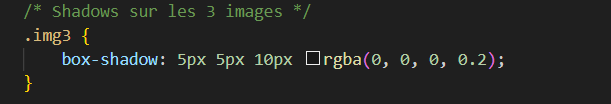 /* Shadows sur les 3 images */
.img3 {
    box-shadow: 5px 5px 10px rgba(0, 0, 0, 0.2);
}